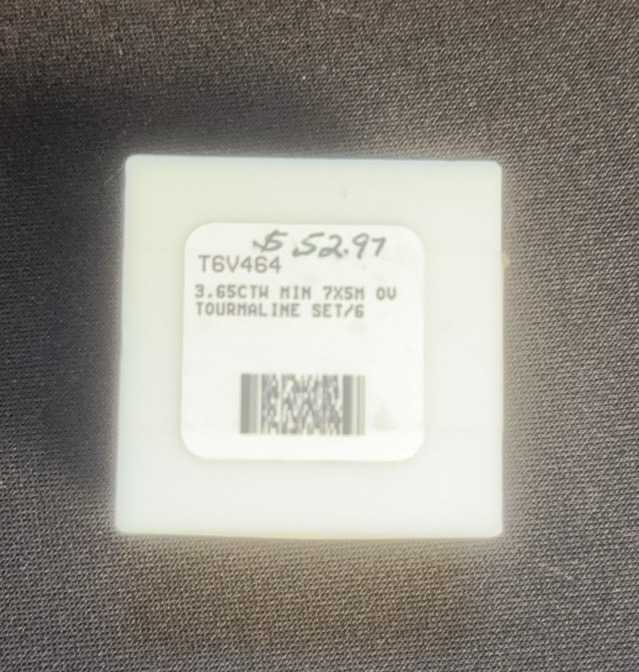 $ 52.97
T6V464
3.65CTW MIN 7X5M OV
TOURMALINE SET/6